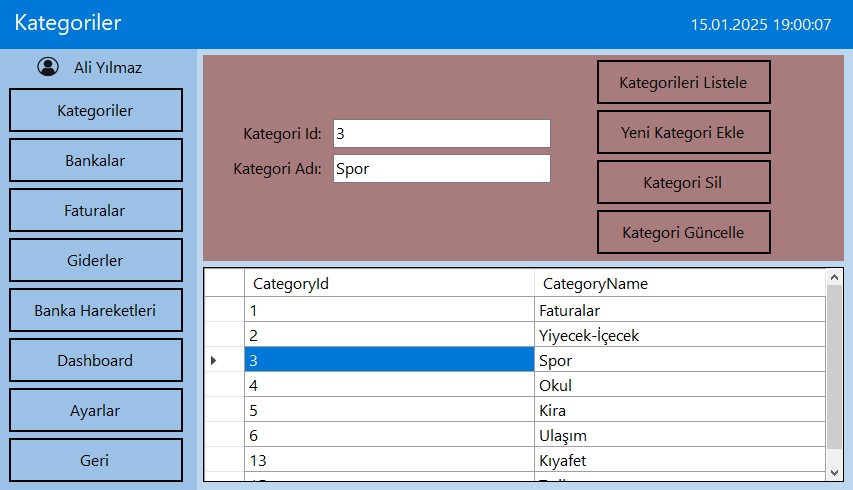 Kategoriler
15.01.2025 19:00:07
Ali Yılmaz
Kategoriler
Bankalar
Faturalar
Giderler
Banka Hareketleri
Dashboard
Ayarlar
Geri
Kategori Id: 3
Kategori Adı: Spor
Kategorileri Listele
Yeni Kategori Ekle
Kategori Sil
Kategori Güncelle
CategoryId CategoryName
1 Faturalar
2 Yiyecek-İçecek
3 Spor
4 Okul
5 Kira
6 Ulaşım
13 Kıyafet